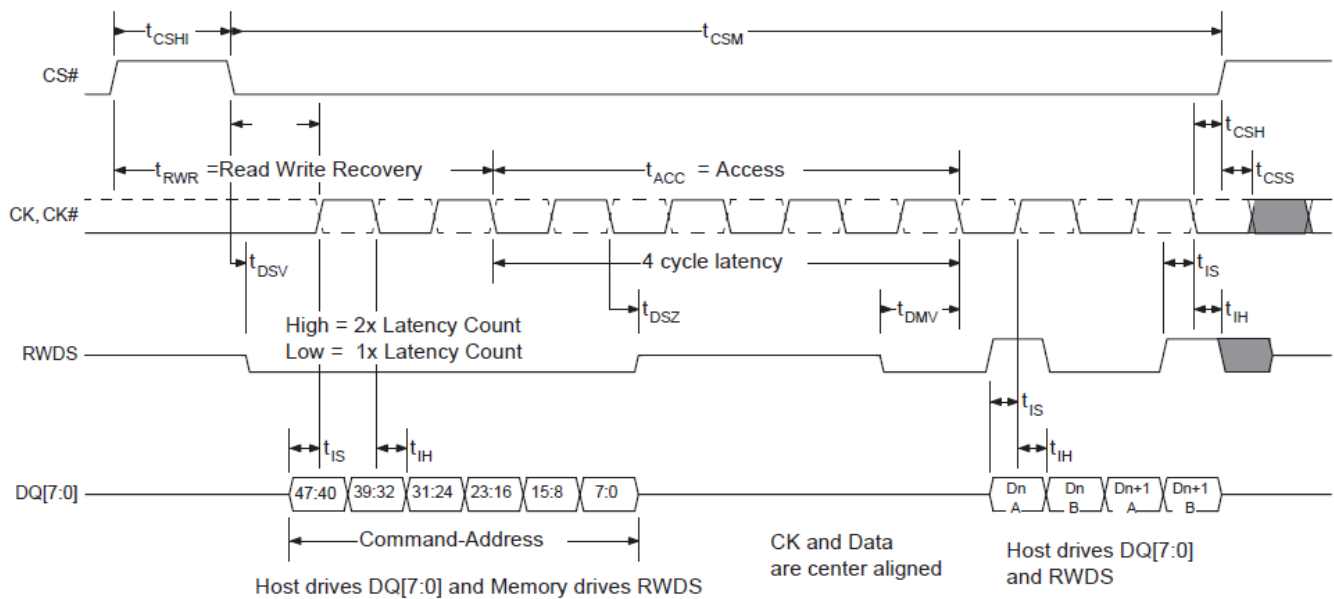 tCSHI
tCSM
CS#
tCSH
tRWR =Read Write Recovery
tACC = Access
tCSS
CK, CK#
tDSV
4 cycle latency
tIS
tDSZ
tDMV
tIH
High = 2x Latency Count
Low = 1x Latency Count
RWDS
tIS
tIS
tIH
tIH
DQ[7:0]
47:40
39:32
31:24
23:16
15:8
7:0
Dn
A
Dn
B
Dn+1
A
Dn+1
B
Command-Address
CK and Data
are center aligned
Host drives DQ[7:0]
and RWDS
Host drives DQ[7:0] and Memory drives RWDS